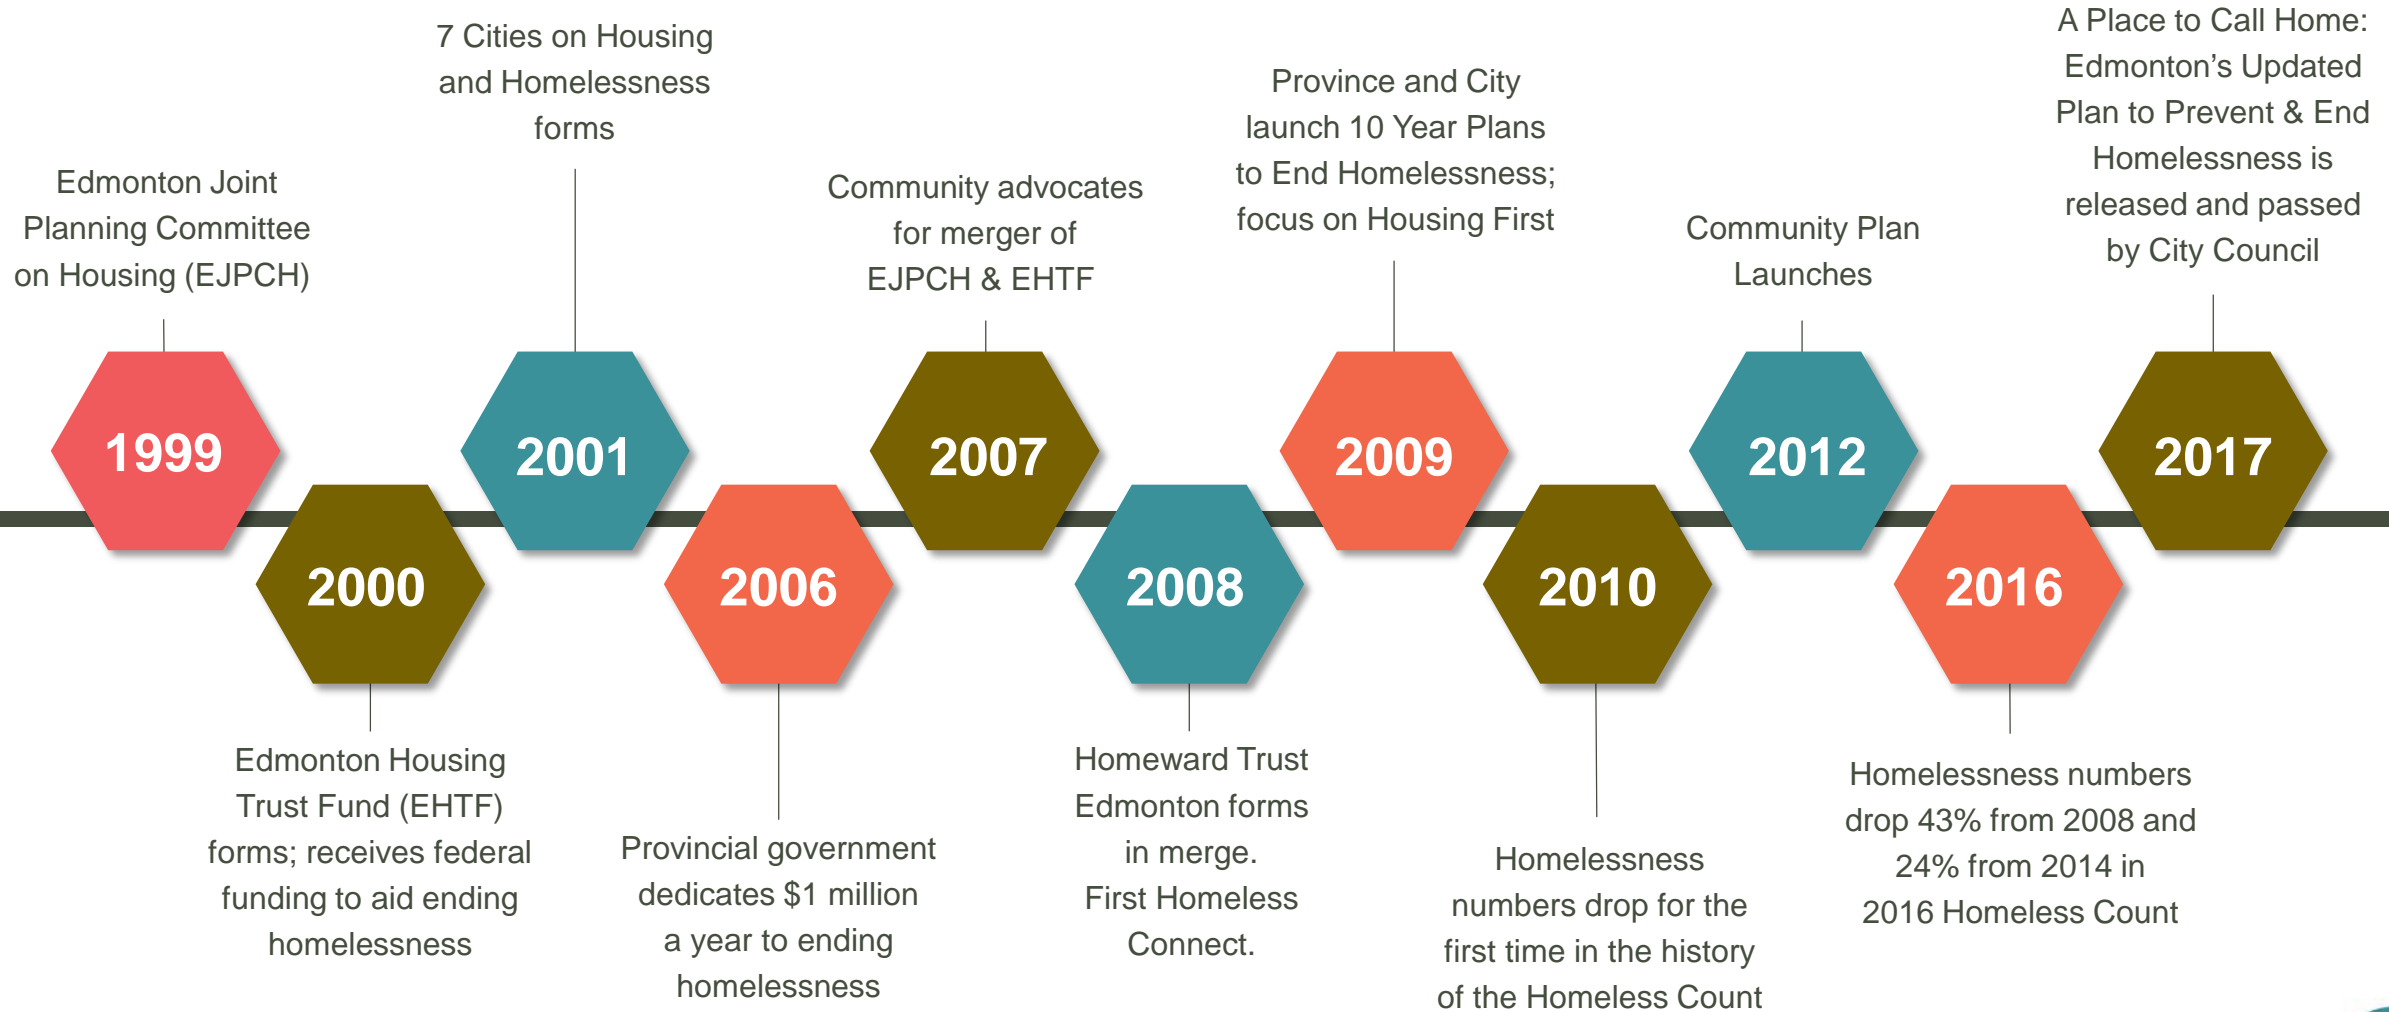 Edmonton Joint
Planning Committee
on Housing (EJPCH)
1999
2000
Edmonton Housing
Trust Fund (EHTF)
forms; receives federal
funding to aid ending
homelessness
7 Cities on Housing
and Homelessness
forms
2001
2006
Provincial government
dedicates $1 million
a year to ending
homelessness
Community advocates
for merger of
EJPCH & EHTF
2007
2008
Homeward Trust
Edmonton forms
in merge.
First Homeless
Connect.
Province and City
launch 10 Year Plans
to End Homelessness;
focus on Housing First
2009
2010
Homelessness
numbers drop for the
first time in the history
of the Homeless Count
Community Plan
Launches
2012
2016
Homelessness numbers
drop 43% from 2008 and
24% from 2014 in
2016 Homeless Count
A Place to Call Home:
Edmonton’s Updated
Plan to Prevent & End
Homelessness is
released and passed
by City Council
2017